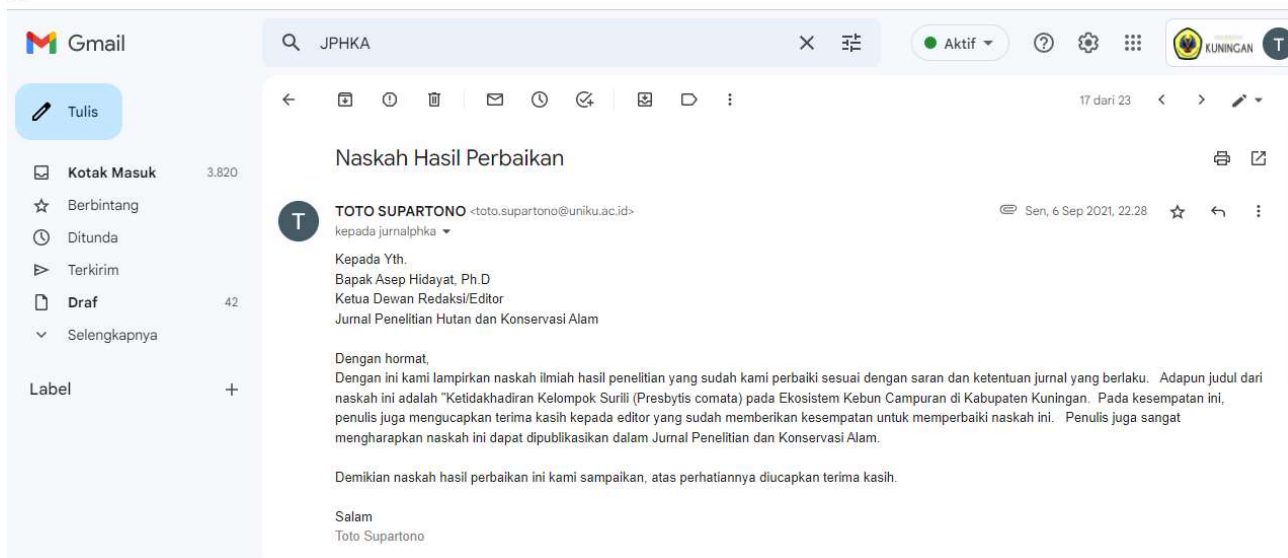 Gmail
JPHKA
Aktif
KUNINGAN
T
Tulis
17 dari 23
Kotak Masuk 3.820
Berbintang
Ditunda
Terkirim
Draf 42
Selengkapnya
Label
Naskah Hasil Perbaikan
T
TOTO SUPARTONO <toto.supartono@uniku.ac.id>
Sen, 6 Sep 2021, 22.28
kepada jurnalphka
Kepada Yth.
Bapak Asep Hidayat, Ph.D
Ketua Dewan Redaksi/Editor
Jurnal Penelitian Hutan dan Konservasi Alam
Dengan hormat,
Dengan ini kami lampirkan naskah ilmiah hasil penelitian yang sudah kami perbaiki sesuai dengan saran dan ketentuan jurnal yang berlaku. Adapun judul dari
naskah ini adalah "Ketidakhadiran Kelompok Surili (Presbytis comata) pada Ekosistem Kebun Campuran di Kabupaten Kuningan. Pada kesempatan ini,
penulis juga mengucapkan terima kasih kepada editor yang sudah memberikan kesempatan untuk memperbaiki naskah ini. Penulis juga sangat
mengharapkan naskah ini dapat dipublikasikan dalam Jurnal Penelitian dan Konservasi Alam.
Demikian naskah hasil perbaikan ini kami sampaikan, atas perhatiannya diucapkan terima kasih.
Salam
Toto Supartono